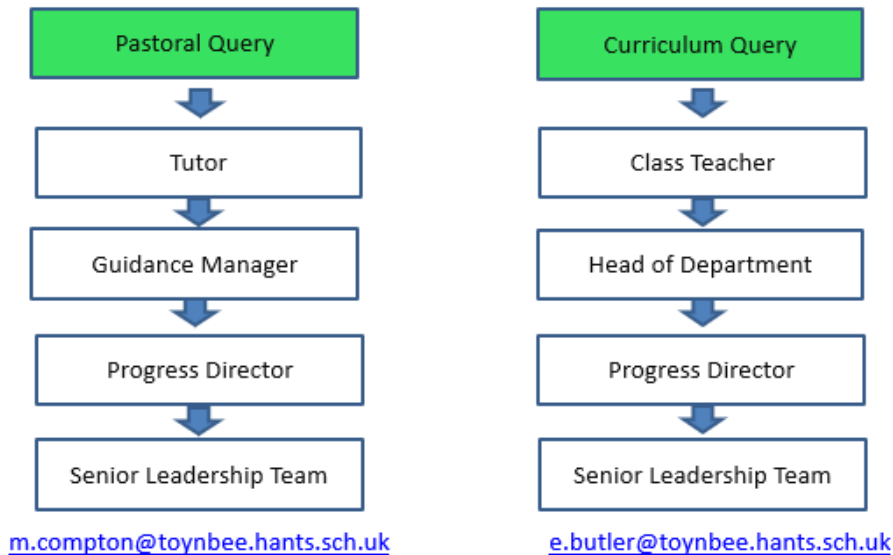 Pastoral Query
Tutor
Guidance Manager
Progress Director
Senior Leadership Team
m.compton@toynbee.hants.sch.uk
Curriculum Query
Class Teacher
Head of Department
Progress Director
Senior Leadership Team
e.butler@toynbee.hants.sch.uk